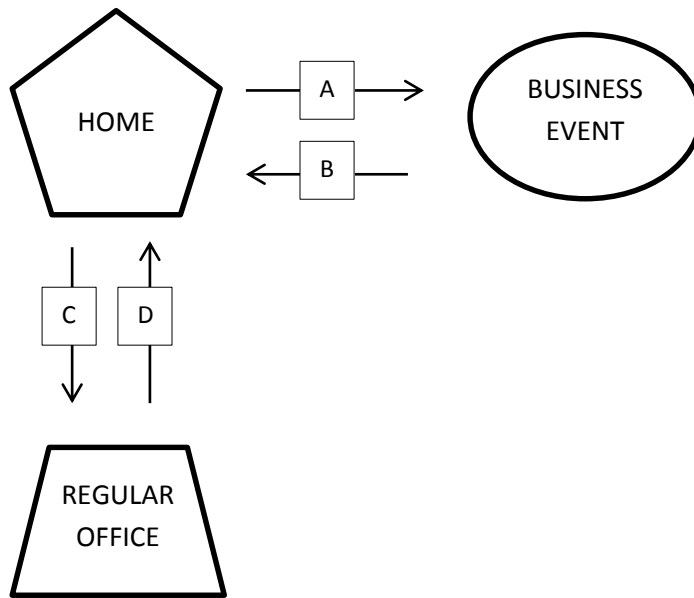 HOME
A
BUSINESS
EVENT
B
C
D
REGULAR
OFFICE